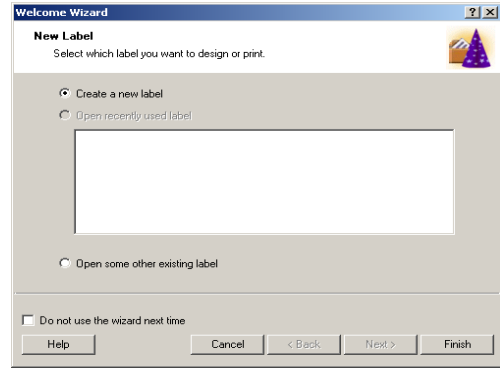 Welcome Wizard
New Label
Select which label you want to design or print.
Create a new label
Open recently used label
Open some other existing label
Do not use the wizard next time
Help Cancel < Back Next > Finish